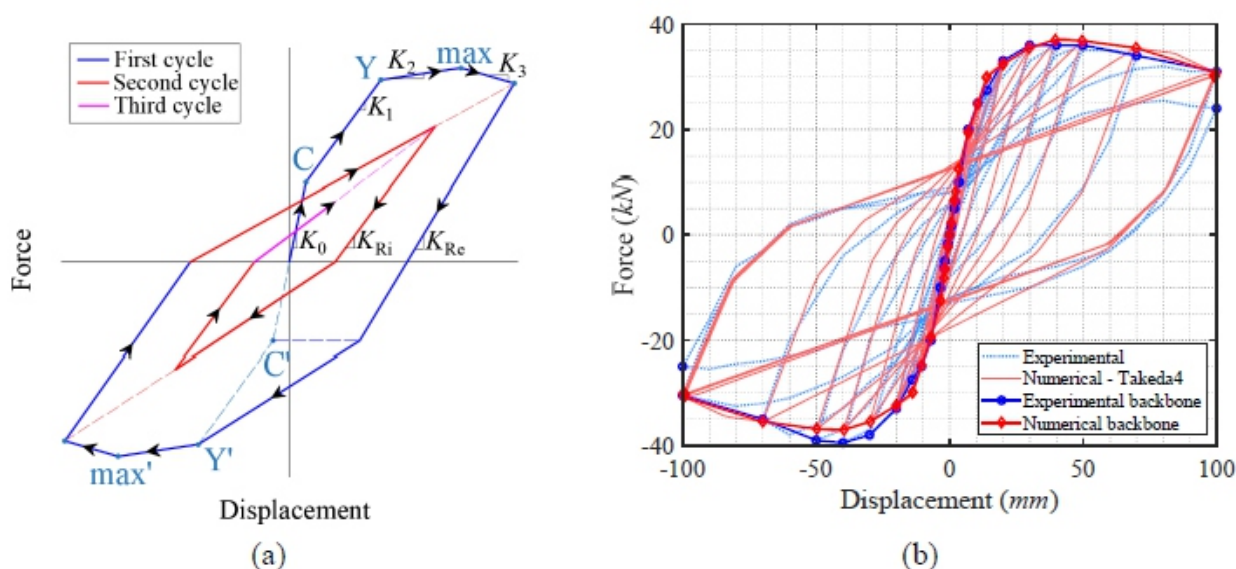 First cycle
Second cycle
Third cycle
Y
K2
max
K3
K1
C
K0
KRi
KRe
C'
Y'
max'
Force
Displacement
(a)
40
20
0
-20
-40
Force (kN)
Experimental
Numerical - Takeda4
Experimental backbone
Numerical backbone
-100
-50
0
50
100
Displacement (mm)
(b)